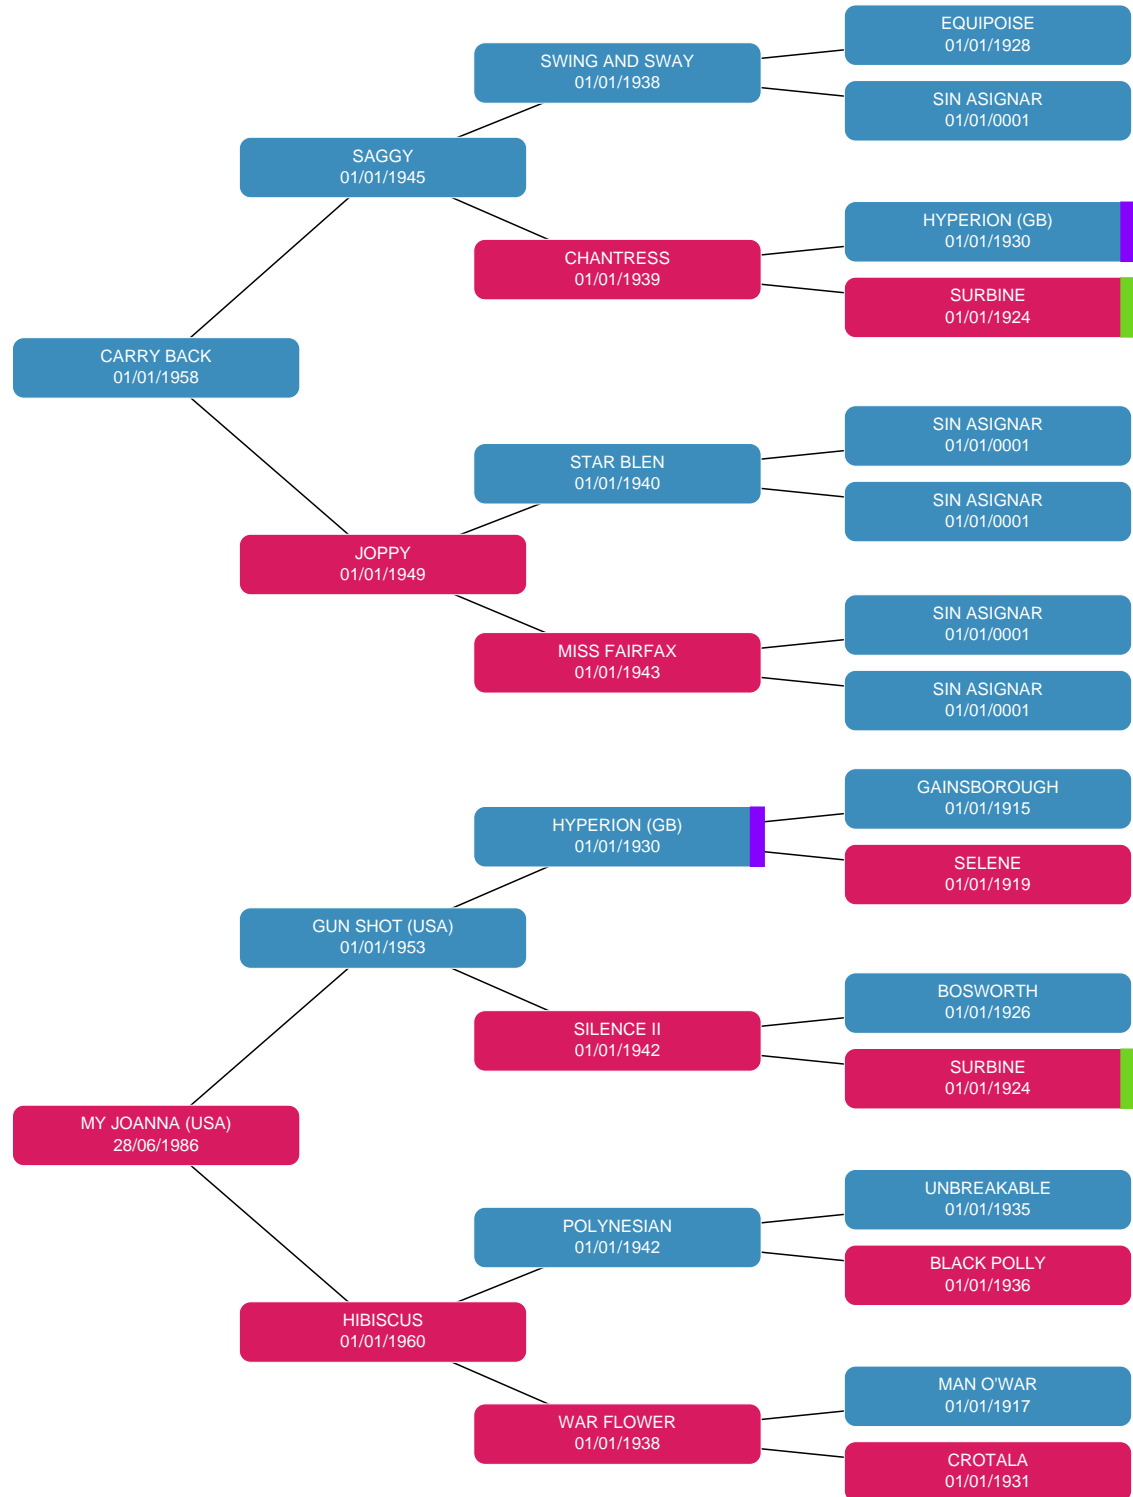 EQUIPOISE
01/01/1928
SWING AND SWAY
01/01/1938
SIN ASIGNAR
01/01/0001
SAGGY
01/01/1945
HYPERION (GB)
01/01/1930
CHANTRESS
01/01/1939
SURBINE
01/01/1924
CARRY BACK
01/01/1958
SIN ASIGNAR
01/01/0001
STAR BLEN
01/01/1940
SIN ASIGNAR
01/01/0001
JOPPY
01/01/1949
SIN ASIGNAR
01/01/0001
MISS FAIRFAX
01/01/1943
SIN ASIGNAR
01/01/0001
GAINSBOROUGH
01/01/1915
HYPERION (GB)
01/01/1930
SELENE
01/01/1919
GUN SHOT (USA)
01/01/1953
BOSWORTH
01/01/1926
SILENCE II
01/01/1942
SURBINE
01/01/1924
MY JOANNA (USA)
28/06/1986
UNBREAKABLE
01/01/1935
POLYNESIAN
01/01/1942
BLACK POLLY
01/01/1936
HIBISCUS
01/01/1960
MAN O'WAR
01/01/1917
WAR FLOWER
01/01/1938
CROTALA
01/01/1931